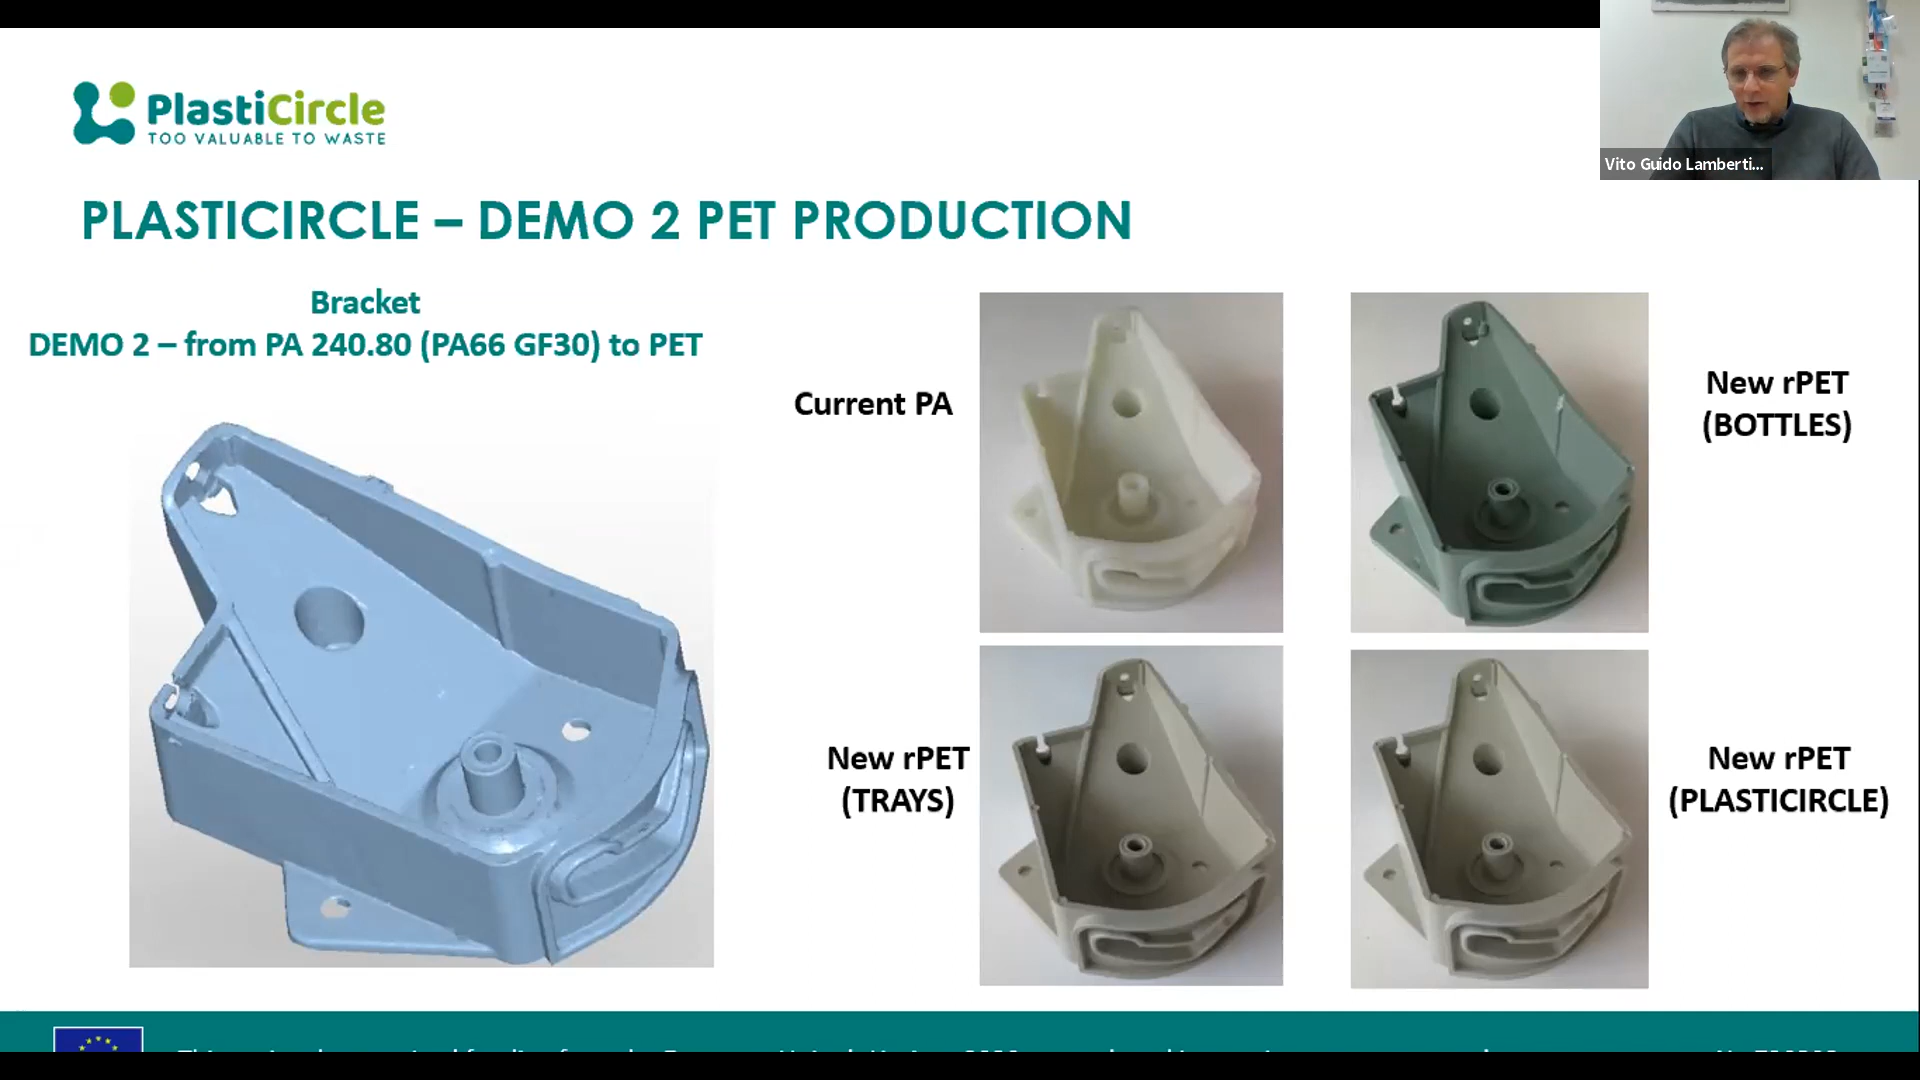 PlastiCircle
TOO VALUABLE TO WASTE
Vito Guido Lamberti...
PLASTICIRCLE – DEMO 2 PET PRODUCTION
Bracket
DEMO 2 – from PA 240.80 (PA66 GF30) to PET
Current PA
New rPET
(BOTTLES)
New rPET
(TRAYS)
New rPET
(PLASTICIRCLE)